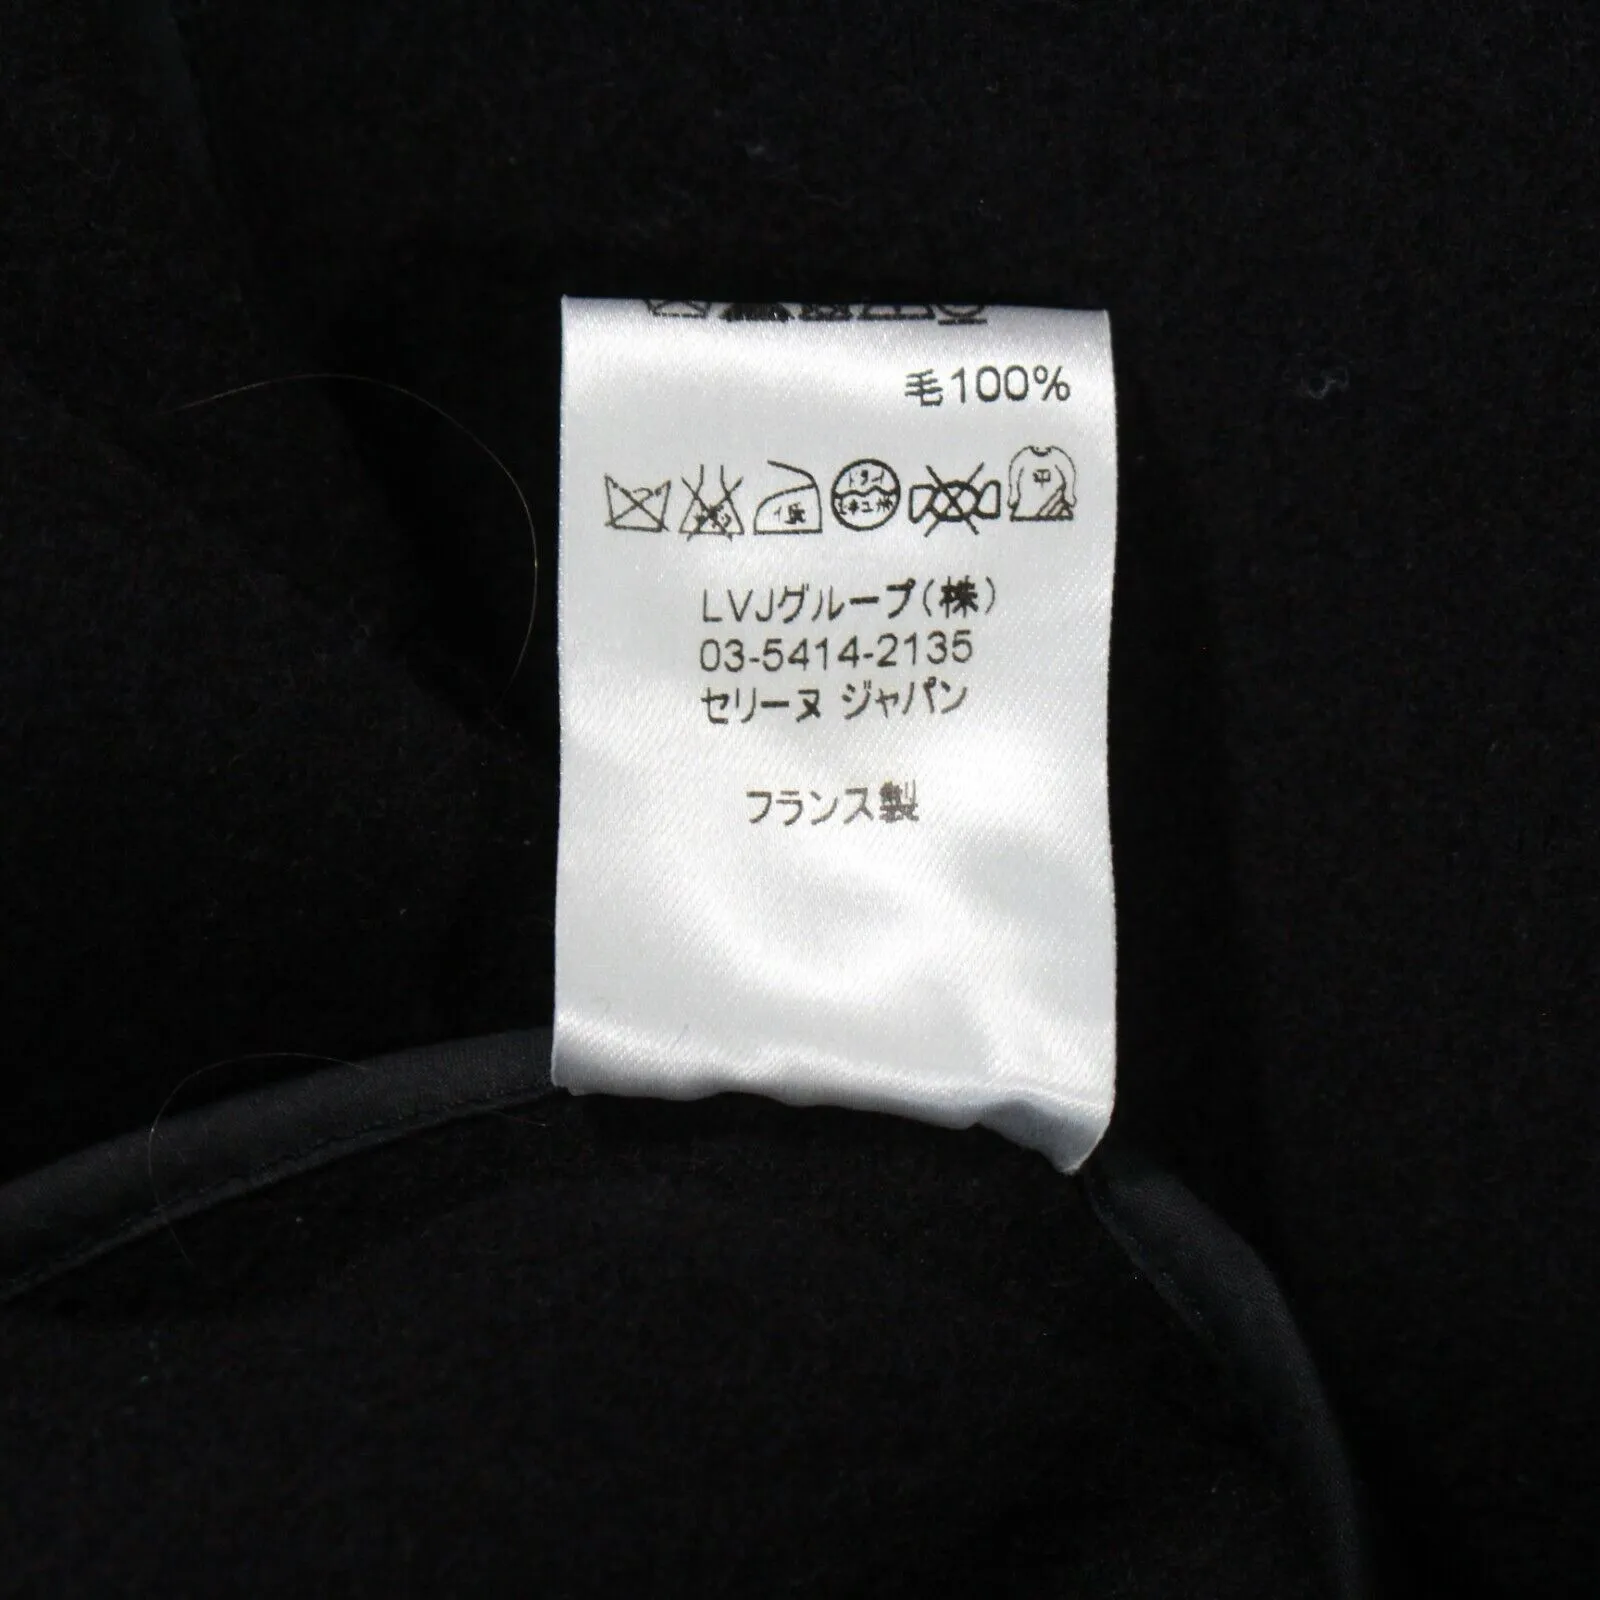 毛100%
LVJグループ(株)
03-5414-2135
セリーヌ ジャパン
フランス製